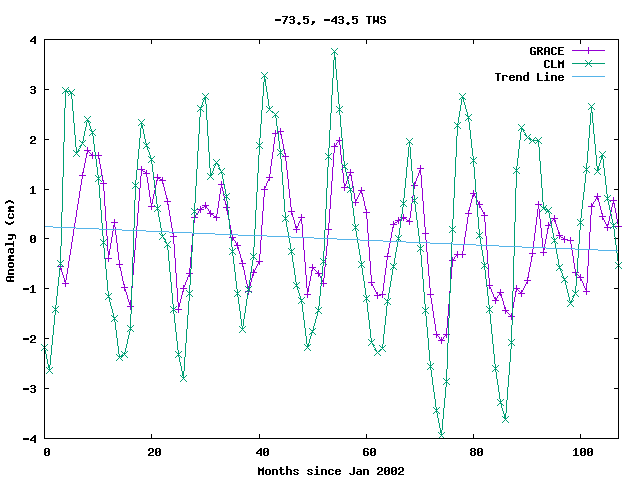 -73.5, -43.5 TWS
GRACE
CLM
Trend Line
Anomaly (cm)
4
3
2
1
0
-1
-2
-3
-4
0 20 40 60 80 100
Months since Jan 2002